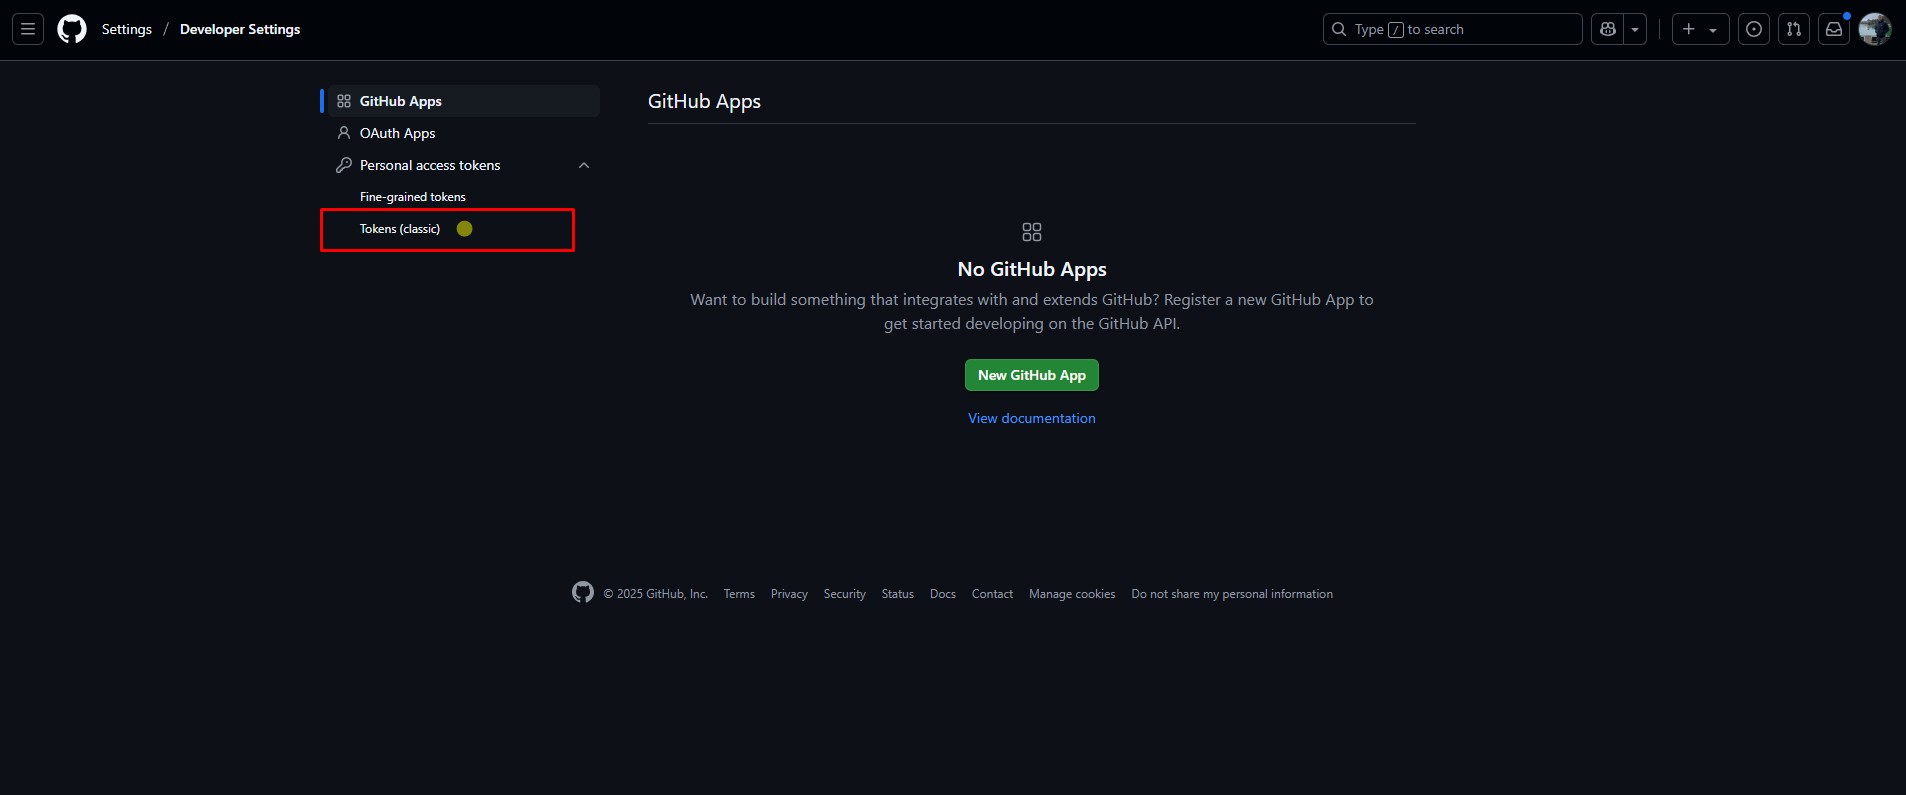 Settings / Developer Settings
Type / to search
GitHub Apps
OAuth Apps
Personal access tokens
Fine-grained tokens
Tokens (classic)
GitHub Apps
No GitHub Apps
Want to build something that integrates with and extends GitHub? Register a new GitHub App to
get started developing on the GitHub API.
New GitHub App
View documentation
© 2025 GitHub, Inc. Terms Privacy Security Status Docs Contact Manage cookies Do not share my personal information